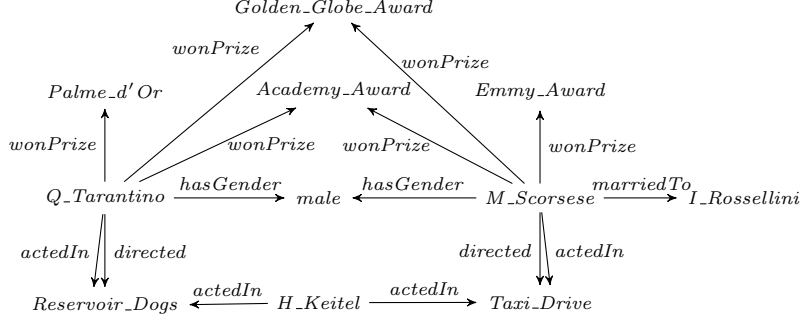 Golden_Globe_Award
wonPrize
wonPrize
Palme_d'Or
Academy_Award
Emmy_Award
wonPrize
wonPrize
wonPrize
wonPrize
Q_Tarantino
hasGender
male
hasGender
M_Scorsese
marriedTo
I_Rossellini
actedIn
directed
directed
actedIn
Reservoir_Dogs
actedIn
H_Keitel
actedIn
Taxi_Drive